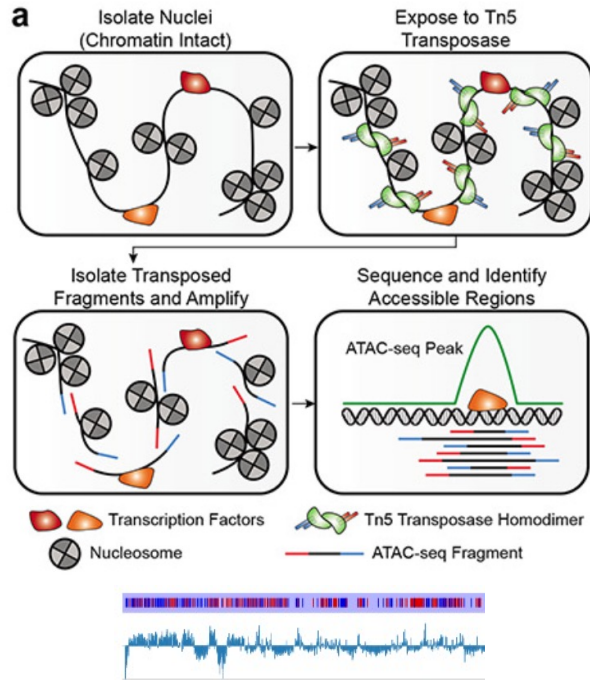 a
Isolate Nuclei
(Chromatin Intact)
Expose to Tn5
Transposase
Isolate Transposed
Fragments and Amplify
Sequence and Identify
Accessible Regions
ATAC-seq Peak
Transcription Factors
Tn5 Transposase Homodimer
Nucleosome
ATAC-seq Fragment